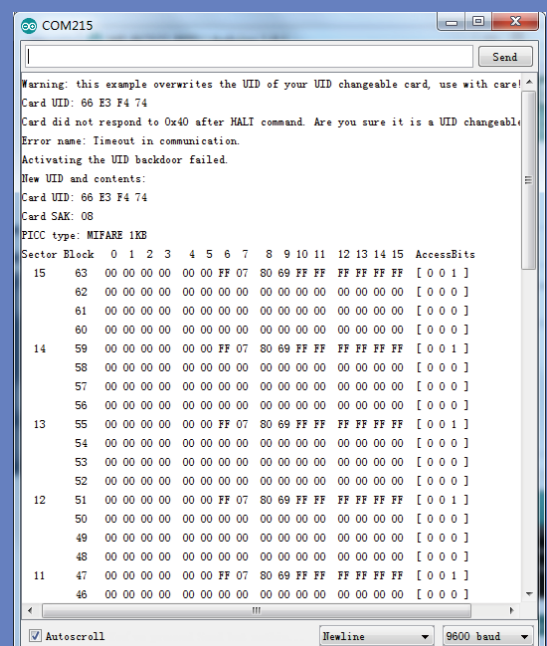 COM215
Send
Warning: this example overwrites the UID of your UID changeable card, use with care!
Card UID: 66 E3 F4 74
Card did not respond to 0x40 after HALT command. Are you sure it is a UID changeable
Error name: Timeout in communication.
Activating the UID backdoor failed.
New UID and contents:
Card UID: 66 E3 F4 74
Card SAK: 08
PICC type: MIFARE 1KB
Sector Block 0 1 2 3 4 5 6 7 8 9 10 11 12 13 14 15 AccessBits
15 63 00 00 00 00 00 00 FF 07 80 69 FF FF FF FF FF FF [ 0 0 1 ]
62 00 00 00 00 00 00 00 00 00 00 00 00 00 00 00 00 [ 0 0 0 ]
61 00 00 00 00 00 00 00 00 00 00 00 00 00 00 00 00 [ 0 0 0 ]
60 00 00 00 00 00 00 00 00 00 00 00 00 00 00 00 00 [ 0 0 0 ]
14 59 00 00 00 00 00 00 FF 07 80 69 FF FF FF FF FF FF [ 0 0 1 ]
58 00 00 00 00 00 00 00 00 00 00 00 00 00 00 00 00 [ 0 0 0 ]
57 00 00 00 00 00 00 00 00 00 00 00 00 00 00 00 00 [ 0 0 0 ]
56 00 00 00 00 00 00 00 00 00 00 00 00 00 00 00 00 [ 0 0 0 ]
13 55 00 00 00 00 00 00 FF 07 80 69 FF FF FF FF FF FF [ 0 0 1 ]
54 00 00 00 00 00 00 00 00 00 00 00 00 00 00 00 00 [ 0 0 0 ]
53 00 00 00 00 00 00 00 00 00 00 00 00 00 00 00 00 [ 0 0 0 ]
52 00 00 00 00 00 00 00 00 00 00 00 00 00 00 00 00 [ 0 0 0 ]
12 51 00 00 00 00 00 00 FF 07 80 69 FF FF FF FF FF FF [ 0 0 1 ]
50 00 00 00 00 00 00 00 00 00 00 00 00 00 00 00 00 [ 0 0 0 ]
49 00 00 00 00 00 00 00 00 00 00 00 00 00 00 00 00 [ 0 0 0 ]
48 00 00 00 00 00 00 00 00 00 00 00 00 00 00 00 00 [ 0 0 0 ]
11 47 00 00 00 00 00 00 FF 07 80 69 FF FF FF FF FF FF [ 0 0 1 ]
46 00 00 00 00 00 00 00 00 00 00 00 00 00 00 00 00 [ 0 0 0 ]
Autoscroll
Newline
9600 baud